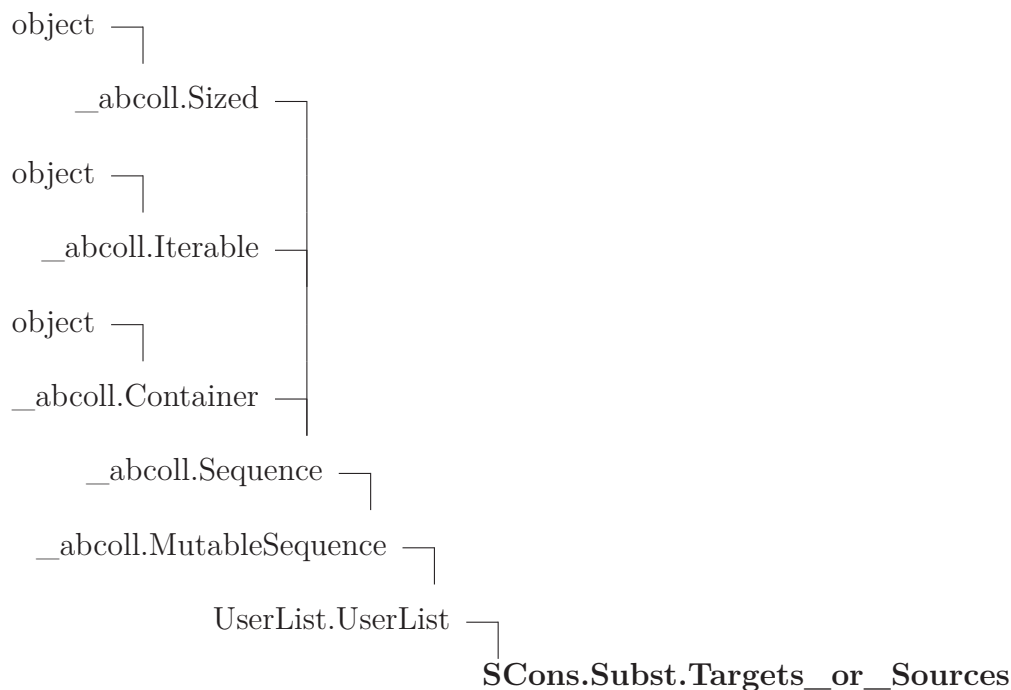 object
_abcoll.Sized
object
_abcoll.Iterable
object
_abcoll.Container
_abcoll.Sequence
_abcoll.MutableSequence
UserList.UserList
SCons.Subst.Targets_or_Sources